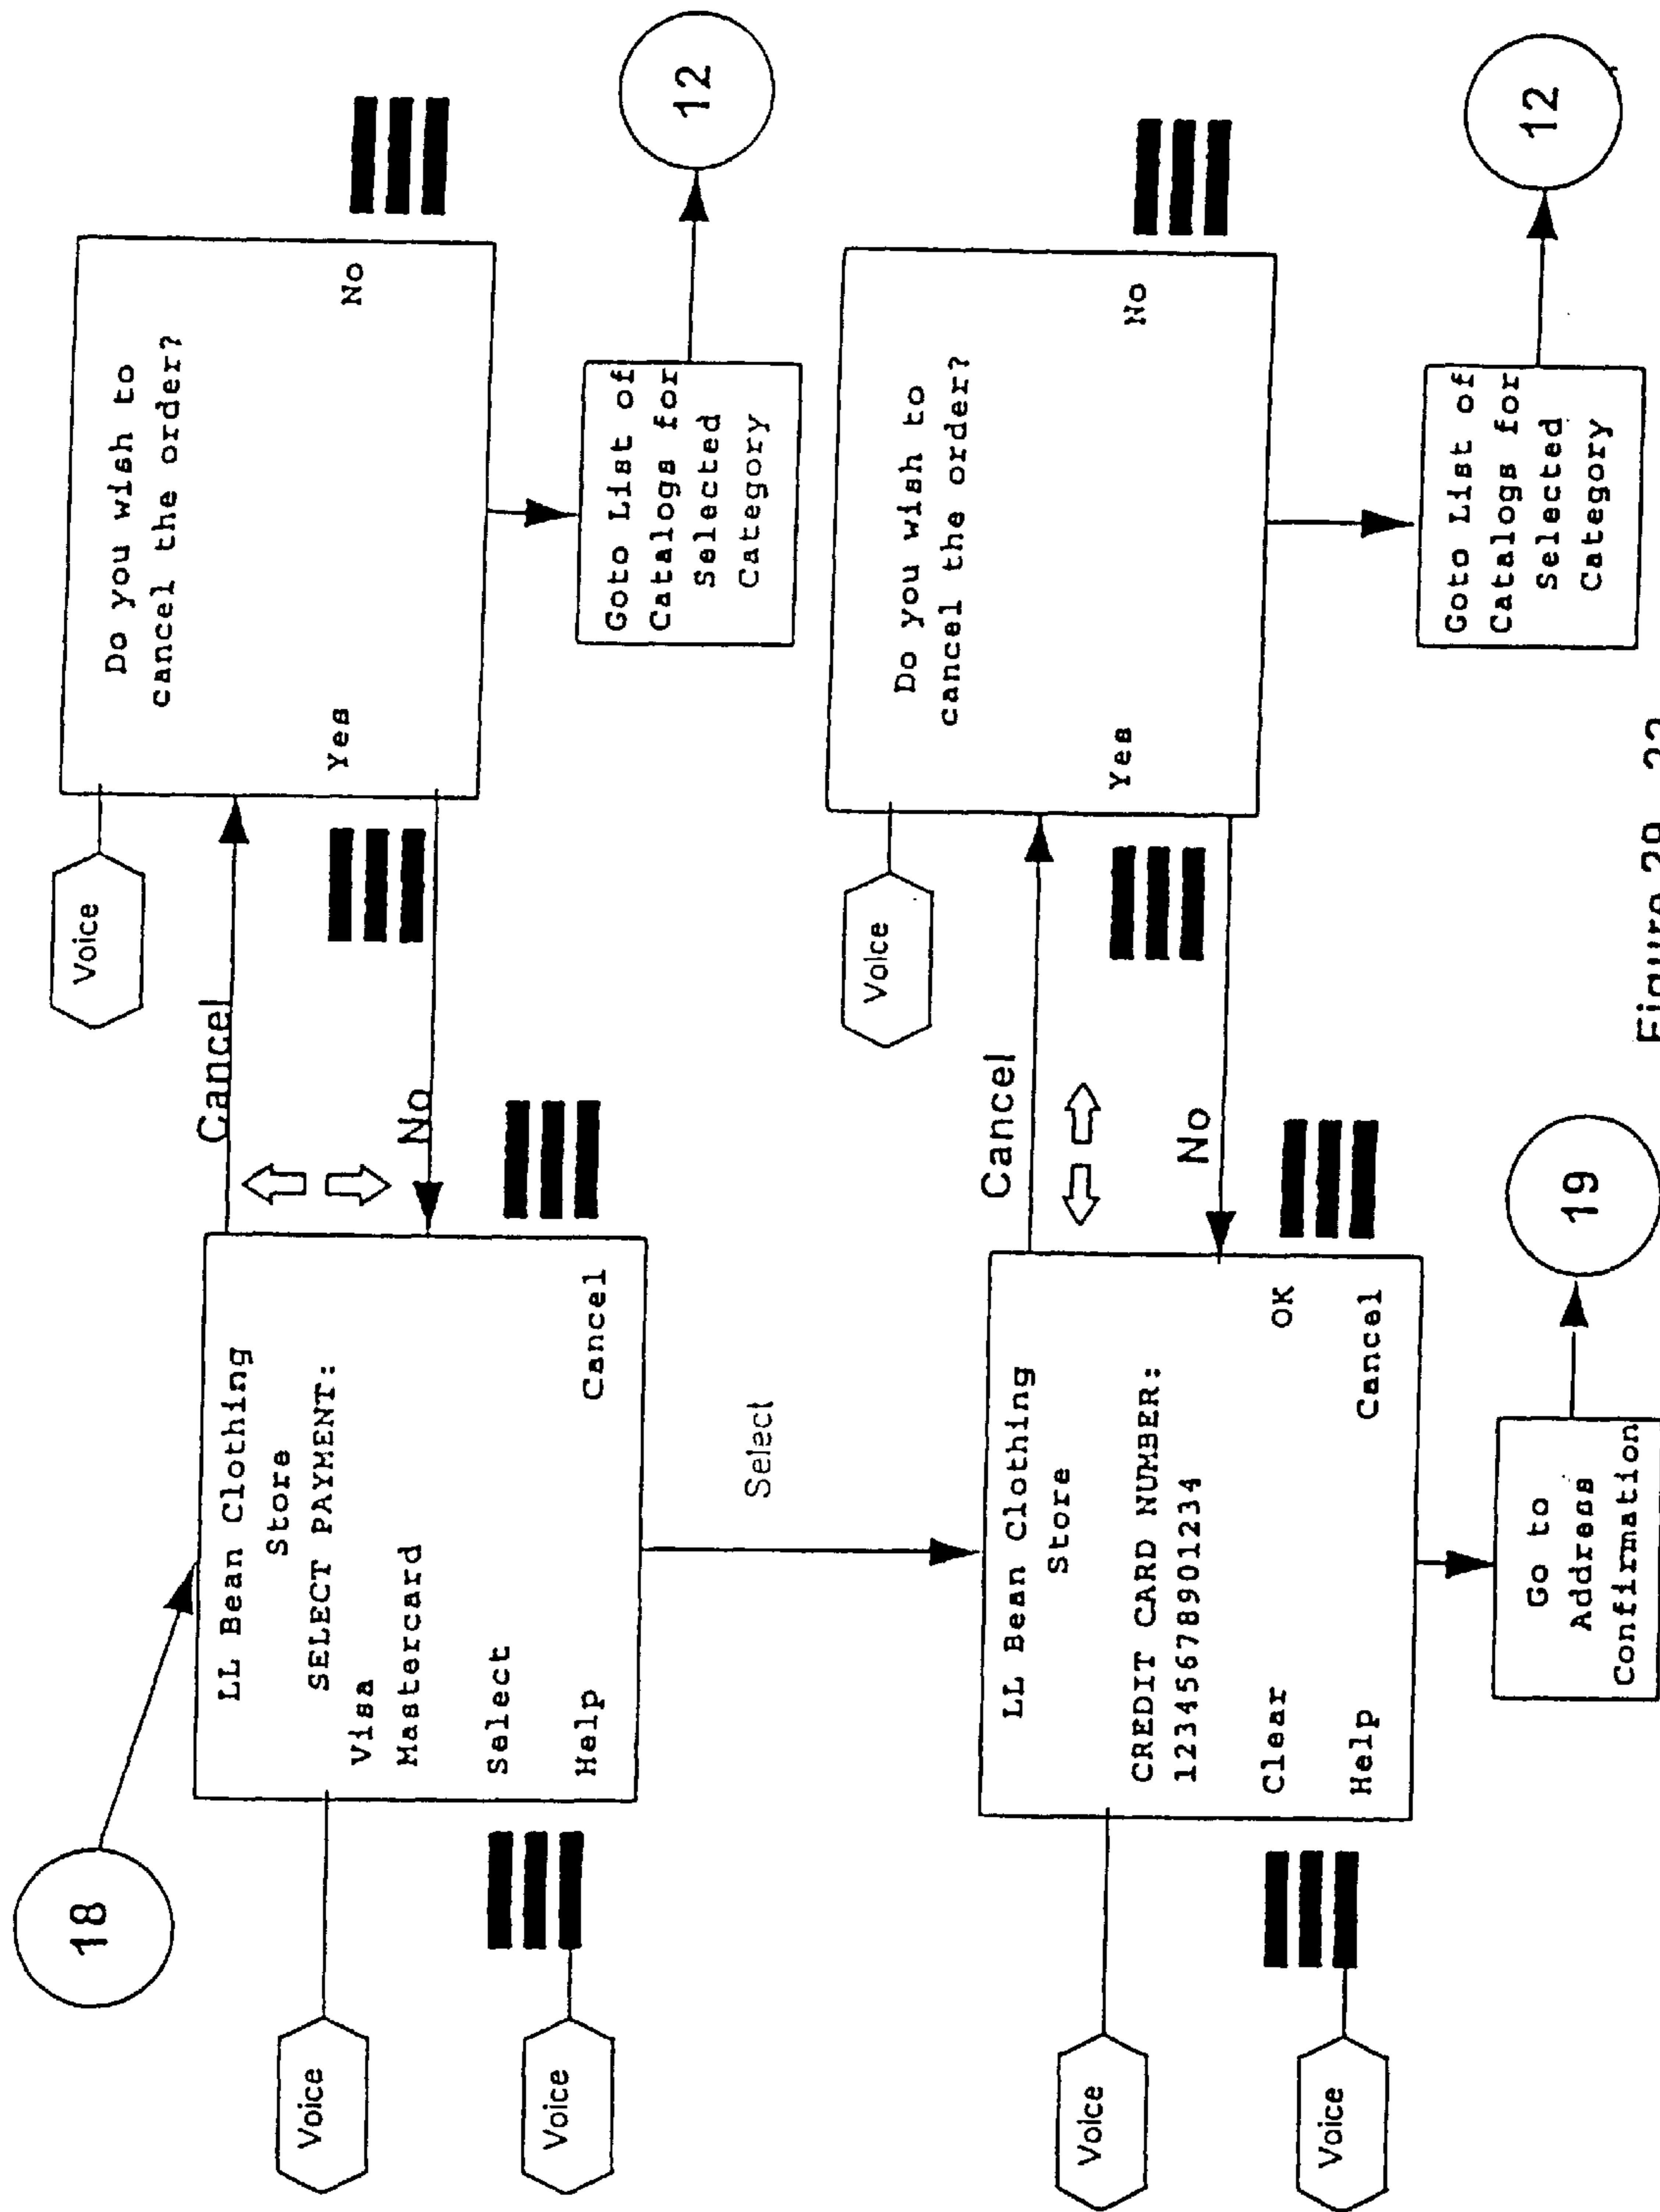 18
LL Bean Clothing
Store
SELECT PAYMENT:
Visa
Mastercard
Select
Help Cancel
Voice
Voice
Cancel
No
Voice
Do you wish to
cancel the order?
Yes No
Goto List of
Catalogs for
Selected
Category
12
Select
LL Bean Clothing
Store
CREDIT CARD NUMBER:
12345678901234
Clear OK
Help Cancel
Voice
Voice
Cancel
No
Voice
Do you wish to
cancel the order?
Yes No
Goto List of
Catalogs for
Selected
Category
12
Go to
Address
Confirmation
19
Figure